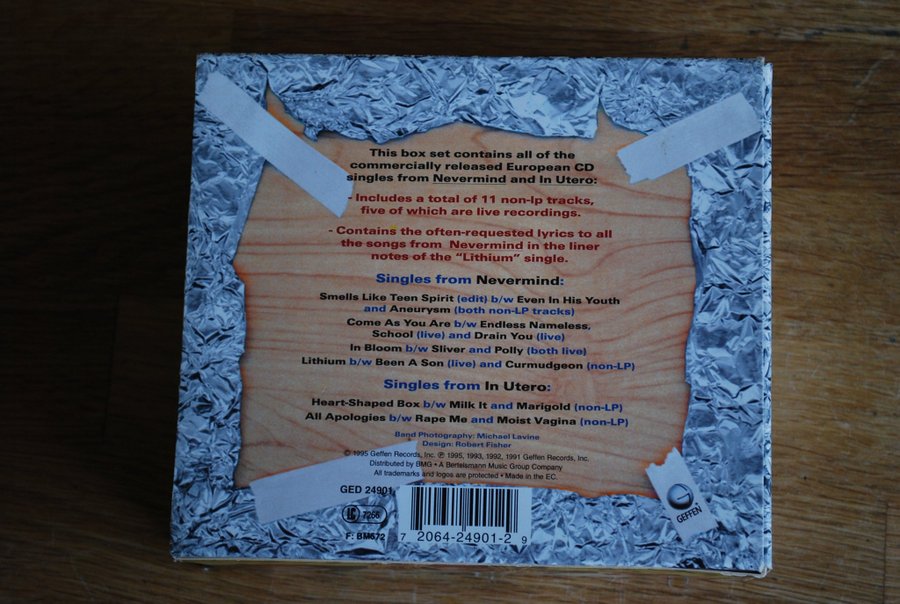 This box set contains all of the
commercially released European CD
singles from Nevermind and In Utero:
- Includes a total of 11 non-lp tracks,
five of which are live recordings.
- Contains the often-requested lyrics to all
the songs from Nevermind in the liner
notes of the "Lithium" single.
Singles from Nevermind:
Smells Like Teen Spirit (edit) b/w Even In His Youth
and Aneurysm (both non-LP tracks)
Come As You Are b/w Endless Nameless,
School (live) and Drain You (live)
In Bloom b/w Sliver and Polly (both live)
Lithium b/w Been A Son (live) and Curmudgeon (non-LP)
Singles from In Utero:
Heart-Shaped Box b/w Milk It and Marigold (non-LP)
All Apologies b/w Rape Me and Moist Vagina (non-LP)
Band Photography: Michael Lavine
Design: Robert Fisher
© 1995 Geffen Records, Inc. ℗ 1995, 1993, 1992, 1991 Geffen Records, Inc.
Distributed by BMG • A Bertelsmann Music Group Company
All trademarks and logos are protected • Made in the EC.
GED 24901
LC 7266
F: BM672
7 20642-4901-2 9
GEFFEN